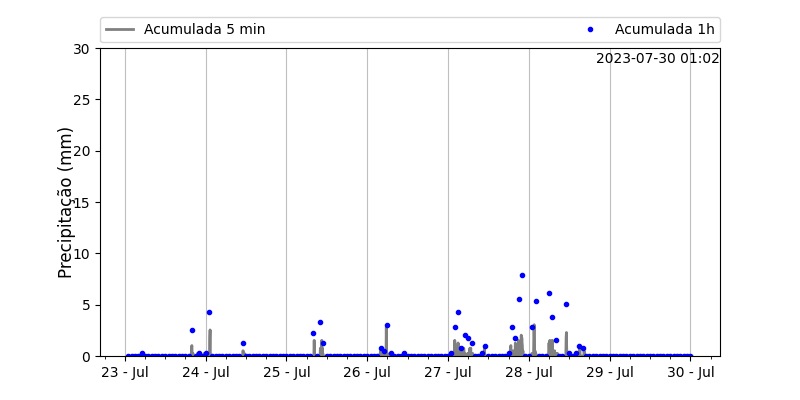 Acumulada 5 min Acumulada 1h
2023-07-30 01:02
Precipitação (mm)
30
25
20
15
10
5
0
23 - Jul 24 - Jul 25 - Jul 26 - Jul 27 - Jul 28 - Jul 29 - Jul 30 - Jul